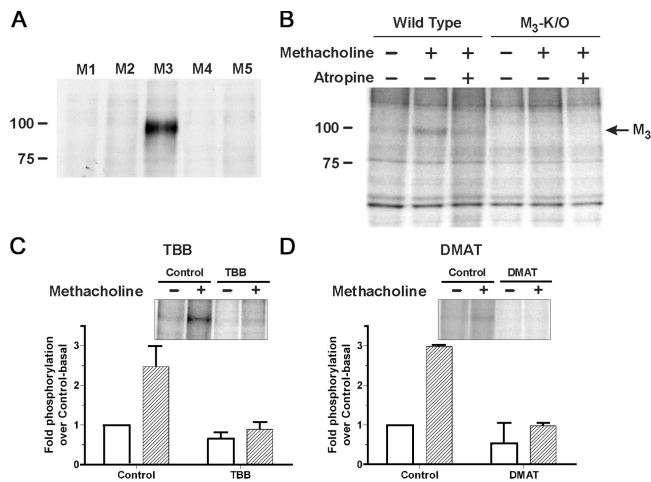 A
M1 M2 M3 M4 M5
100
75
B
Wild Type M3-K/O
Methacholine − + + − + +
Atropine − − + − − +
100
75
M3
C
TBB
Control TBB
Methacholine − + − +
Fold phosphorylation
over Control-basal
3
2
1
0
Control TBB
D
DMAT
Control DMAT
Methacholine − + − +
Fold phosphorylation
over Control-basal
3
2
1
0
Control DMAT